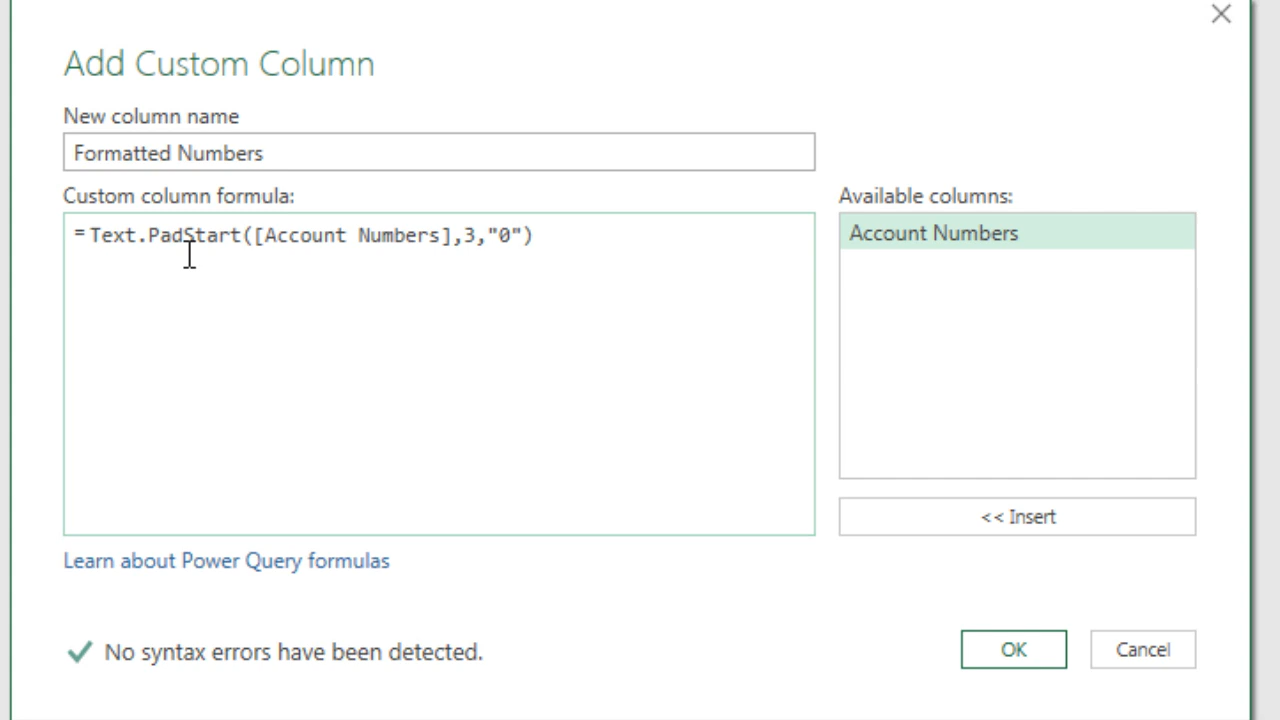 Add Custom Column
New column name
Formatted Numbers
Custom column formula:
Available columns:
= Text.PadStart([Account Numbers],3,"0")
Account Numbers
<< Insert
Learn about Power Query formulas
No syntax errors have been detected.
OK
Cancel